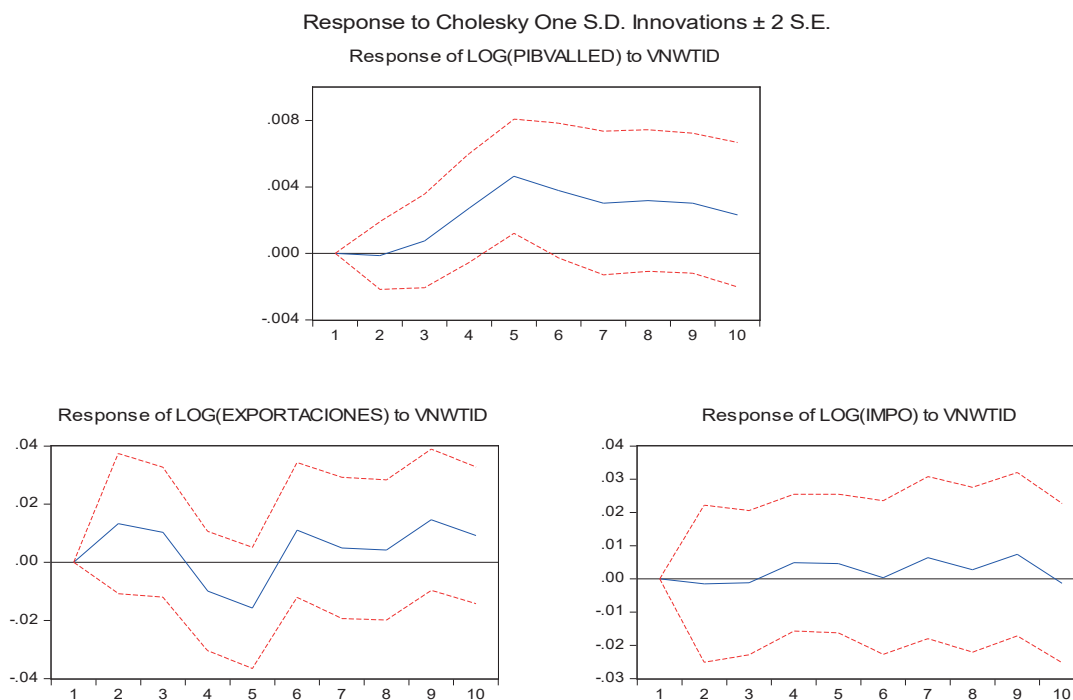 Response to Cholesky One S.D. Innovations ± 2 S.E.
Response of LOG(PIBVALLED) to VNWTID
.008
.004
.000
-.004
1 2 3 4 5 6 7 8 9 10
Response of LOG(EXPORTACIONES) to VNWTID
.04
.02
.00
-.02
-.04
1 2 3 4 5 6 7 8 9 10
Response of LOG(IMPO) to VNWTID
.04
.03
.02
.01
.00
-.01
-.02
-.03
1 2 3 4 5 6 7 8 9 10